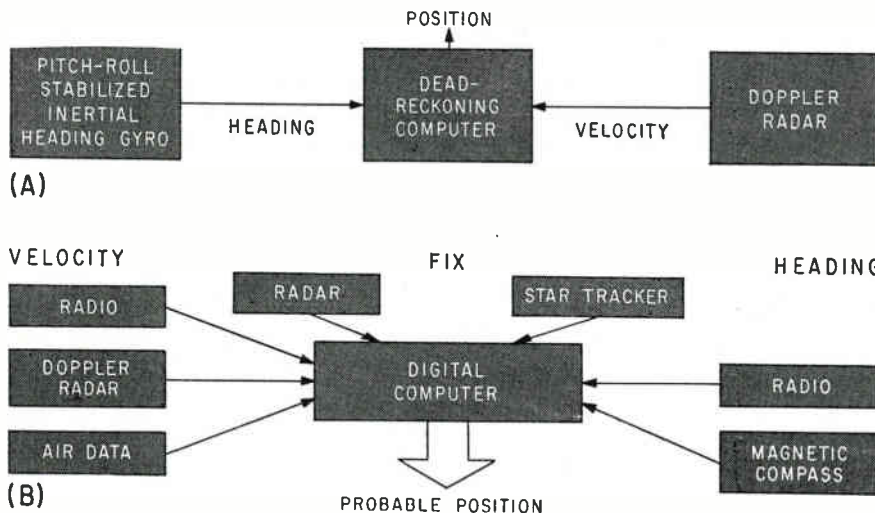 POSITION
PITCH-ROLL
STABILIZED
INERTIAL
HEADING GYRO
HEADING
DEAD-
RECKONING
COMPUTER
VELOCITY
DOPPLER
RADAR
(A)
VELOCITY
FIX
HEADING
RADIO
RADAR
STAR TRACKER
DOPPLER
RADAR
DIGITAL
COMPUTER
RADIO
AIR DATA
MAGNETIC
COMPASS
(B)
PROBABLE POSITION